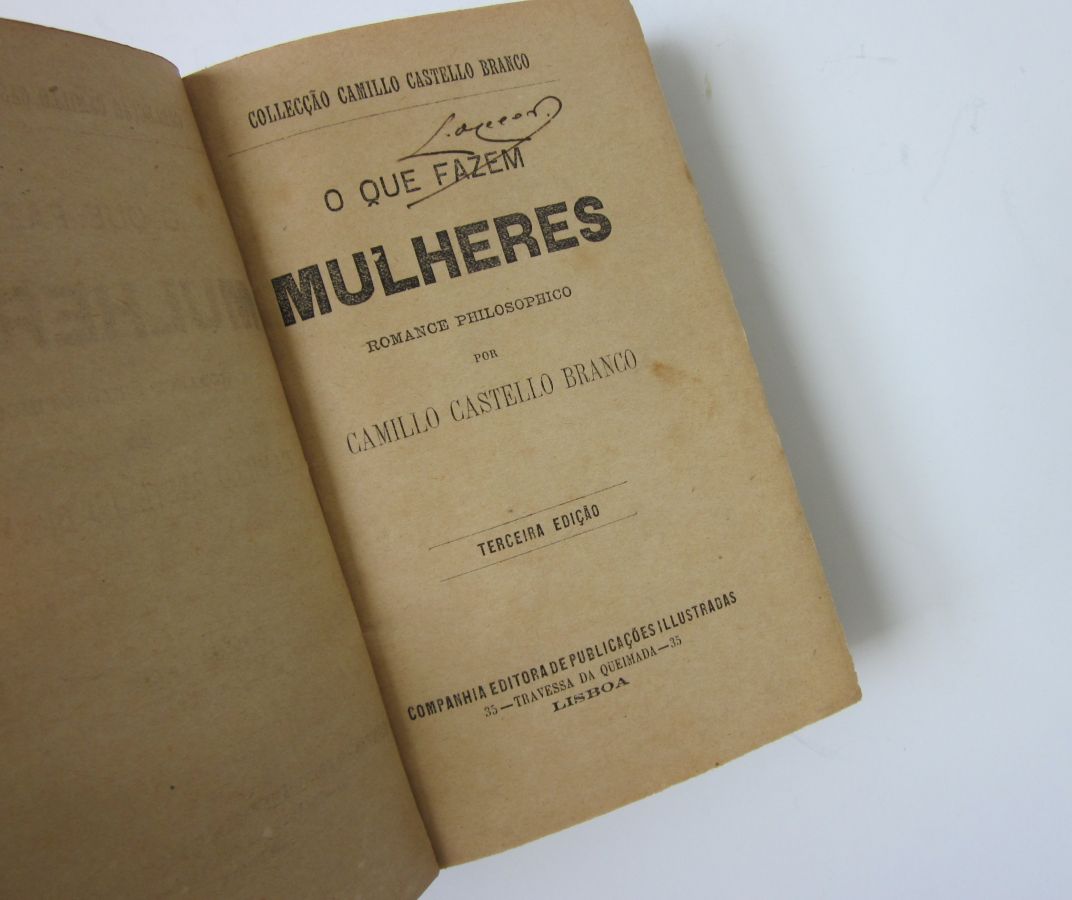 COLLECÇÃO CAMILLO CASTELLO BRANCO
O QUE FAZEM
MULHERES
ROMANCE PHILOSOPHICO
POR
CAMILLO CASTELLO BRANCO
TERCEIRA EDIÇÃO
COMPANHIA EDITORA DE PUBLICAÇÕES ILLUSTRADAS
35—TRAVESSA DA QUEIMADA—35
LISBOA